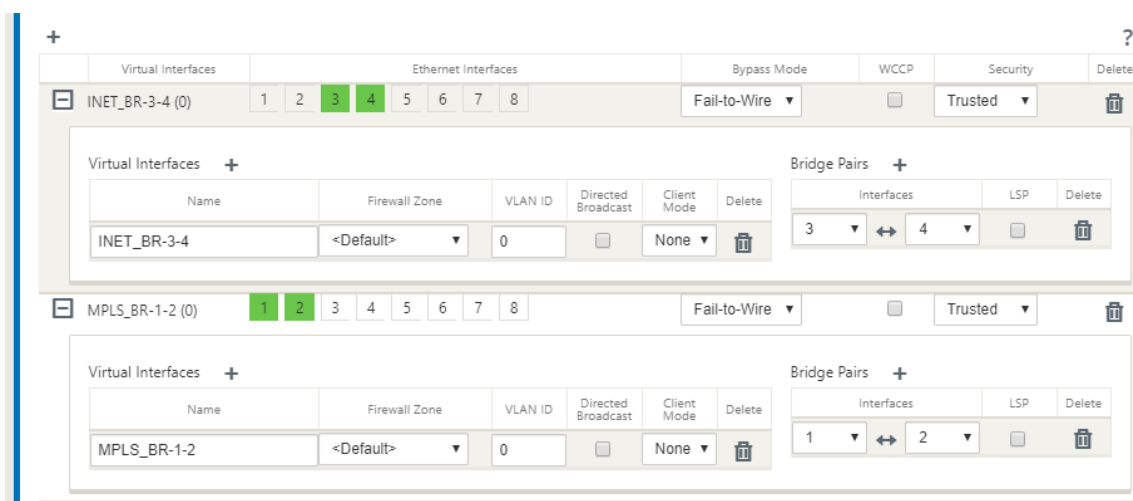 + ?
Virtual Interfaces Ethernet Interfaces Bypass Mode WCCP Security Delete
INET_BR-3-4 (0) 1 2 3 4 5 6 7 8 Fail-to-Wire Trusted
Virtual Interfaces + Bridge Pairs +
Name Firewall Zone VLAN ID Directed Broadcast Client Mode Delete Interfaces LSP Delete
INET_BR-3-4 <Default> 0 None 3 4
MPLS_BR-1-2 (0) 1 2 3 4 5 6 7 8 Fail-to-Wire Trusted
Virtual Interfaces + Bridge Pairs +
Name Firewall Zone VLAN ID Directed Broadcast Client Mode Delete Interfaces LSP Delete
MPLS_BR-1-2 <Default> 0 None 1 2